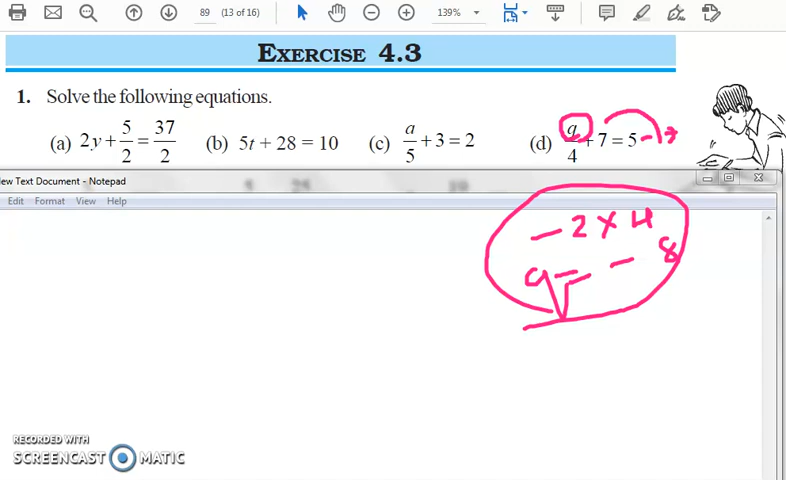 89 (13 of 16) 139%
EXERCISE 4.3
1. Solve the following equations.
(a) 2y + 5/2 = 37/2 (b) 5t + 28 = 10 (c) a/5 + 3 = 2 (d) q/4 + 7 = 5 - 7
New Text Document - Notepad
Edit Format View Help
- 2 x 4
q = - 8
RECORDED WITH
SCREENCAST MATIC